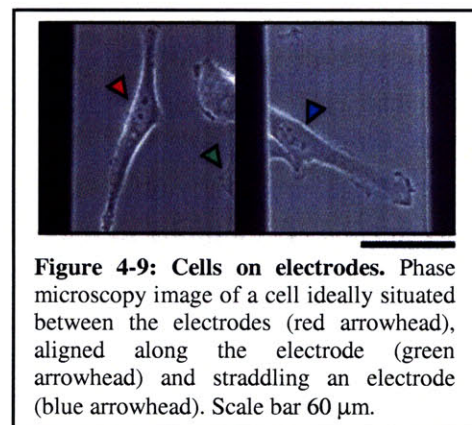 Figure 4-9: Cells on electrodes. Phase
microscopy image of a cell ideally situated
between the electrodes (red arrowhead),
aligned along the electrode (green
arrowhead) and straddling an electrode
(blue arrowhead). Scale bar 60 μm.